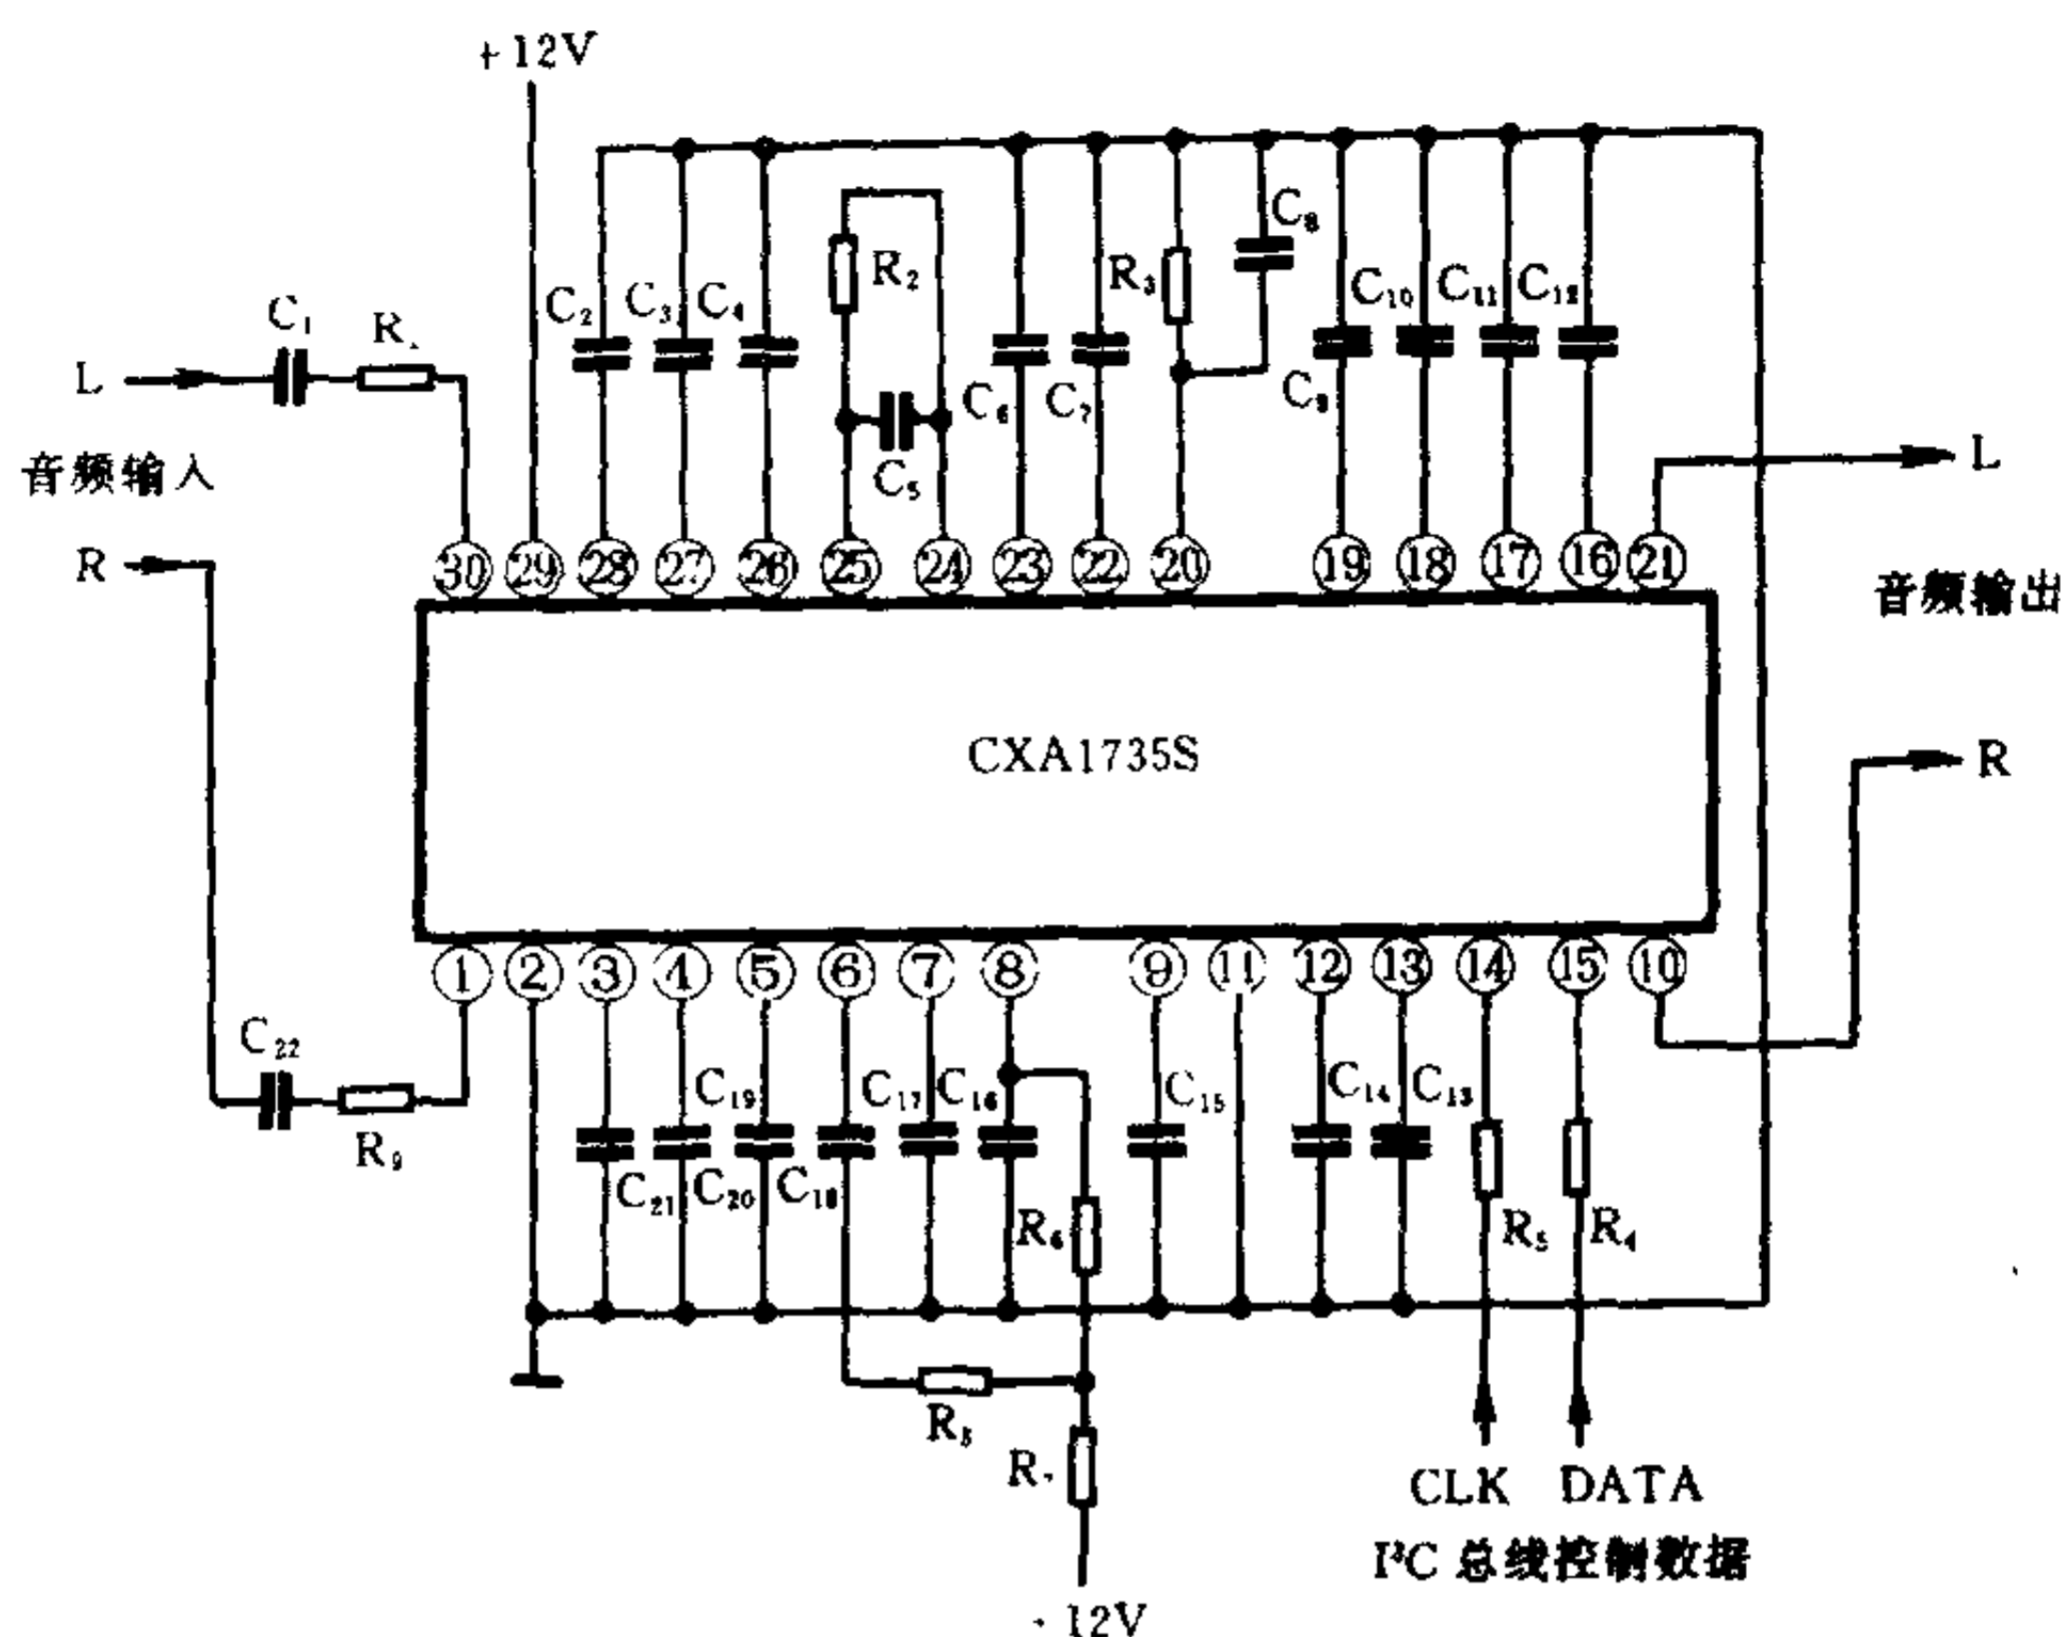 +12V
C₈
R₂
R₃
C₁
R₁
C₂
C₃
C₄
C₁₀
C₁₁
C₁₂
L
C₆
C₇
C₉
音频输入
C₅
L
R
㉚ ㉙ ㉘ ㉗ ㉖ ㉕ ㉔ ㉓ ㉒ ⑳ ⑲ ⑱ ⑰ ⑯ ㉑
音频输出
CXA1735S
R
① ② ③ ④ ⑤ ⑥ ⑦ ⑧ ⑨ ⑪ ⑫ ⑬ ⑭ ⑮ ⑩
C₂₂
C₁₉
C₁₇
C₁₆
C₁₅
C₁₄
C₁₃
R₉
C₂₁
C₂₀
C₁₈
R₆
R₅
R₄
R
R
CLK DATA
I²C 总线控制数据
12V